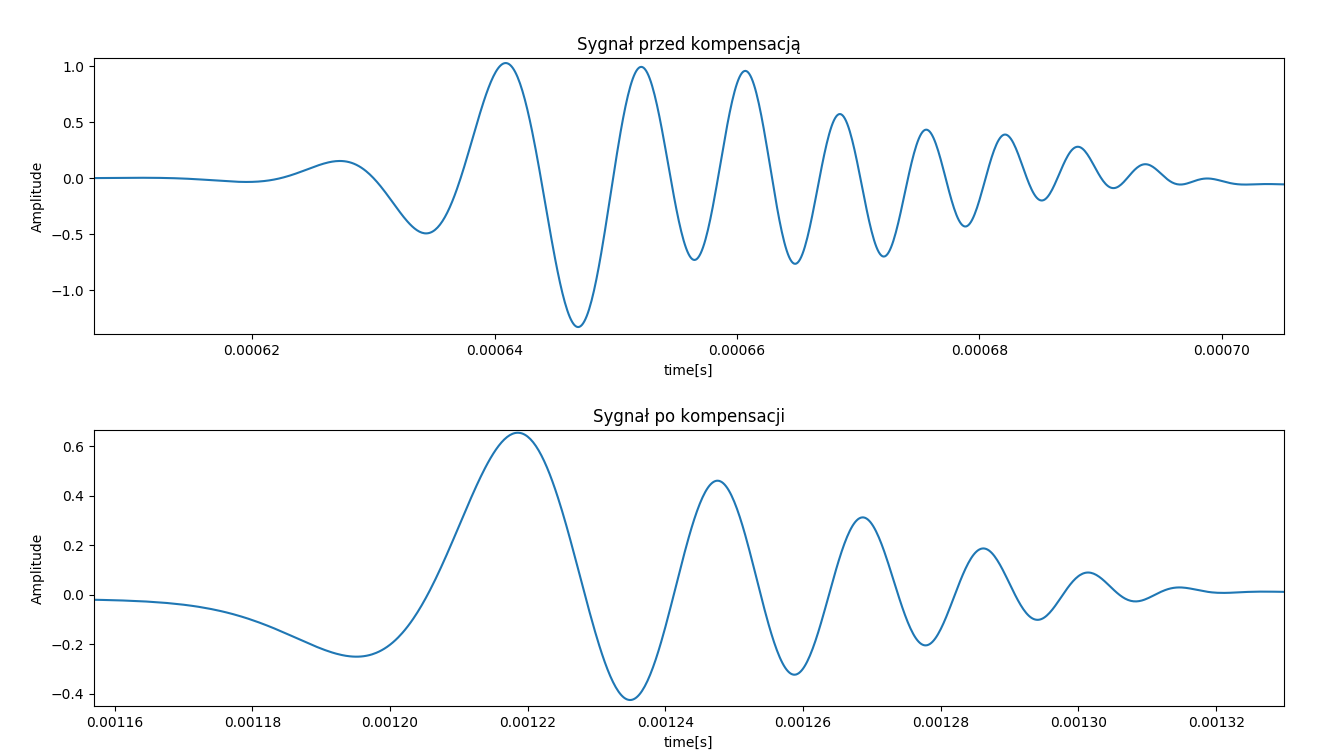 Sygnał przed kompensacją
1.0
0.5
0.0
−0.5
−1.0
Amplitude
0.00062 0.00064 0.00066 0.00068 0.00070
time[s]
Sygnał po kompensacji
0.6
0.4
0.2
0.0
−0.2
−0.4
Amplitude
0.00116 0.00118 0.00120 0.00122 0.00124 0.00126 0.00128 0.00130 0.00132
time[s]